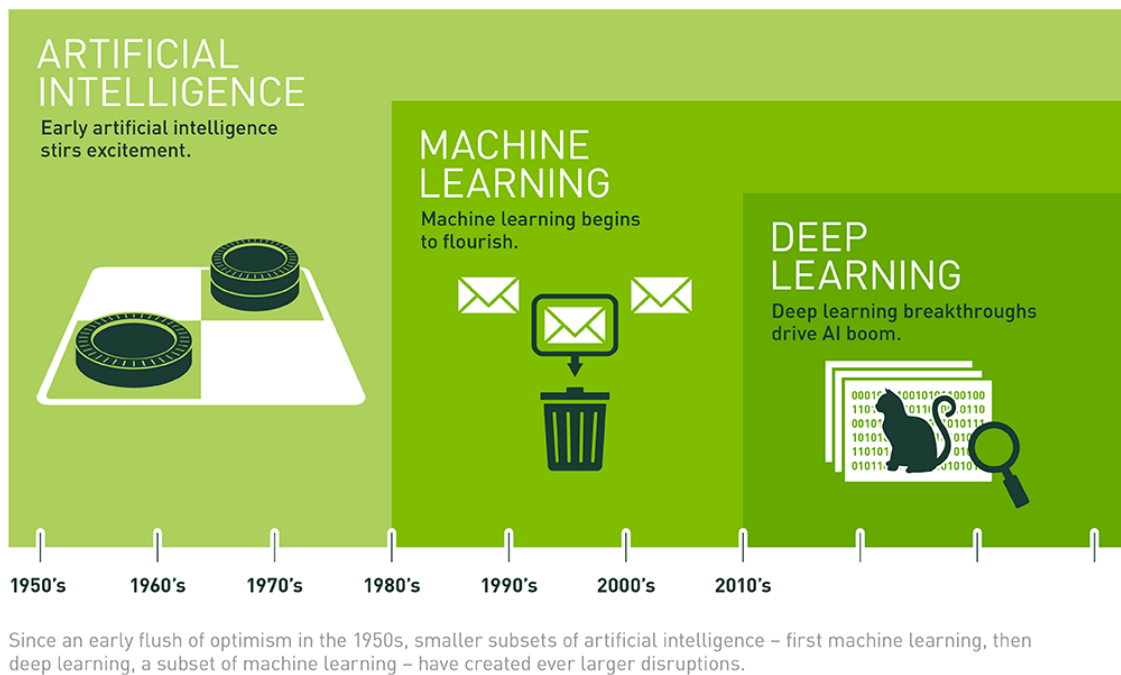 ARTIFICIAL
INTELLIGENCE
Early artificial intelligence
stirs excitement.
MACHINE
LEARNING
Machine learning begins
to flourish.
DEEP
LEARNING
Deep learning breakthroughs
drive AI boom.
1950's 1960's 1970's 1980's 1990's 2000's 2010's
Since an early flush of optimism in the 1950s, smaller subsets of artificial intelligence – first machine learning, then
deep learning, a subset of machine learning – have created ever larger disruptions.